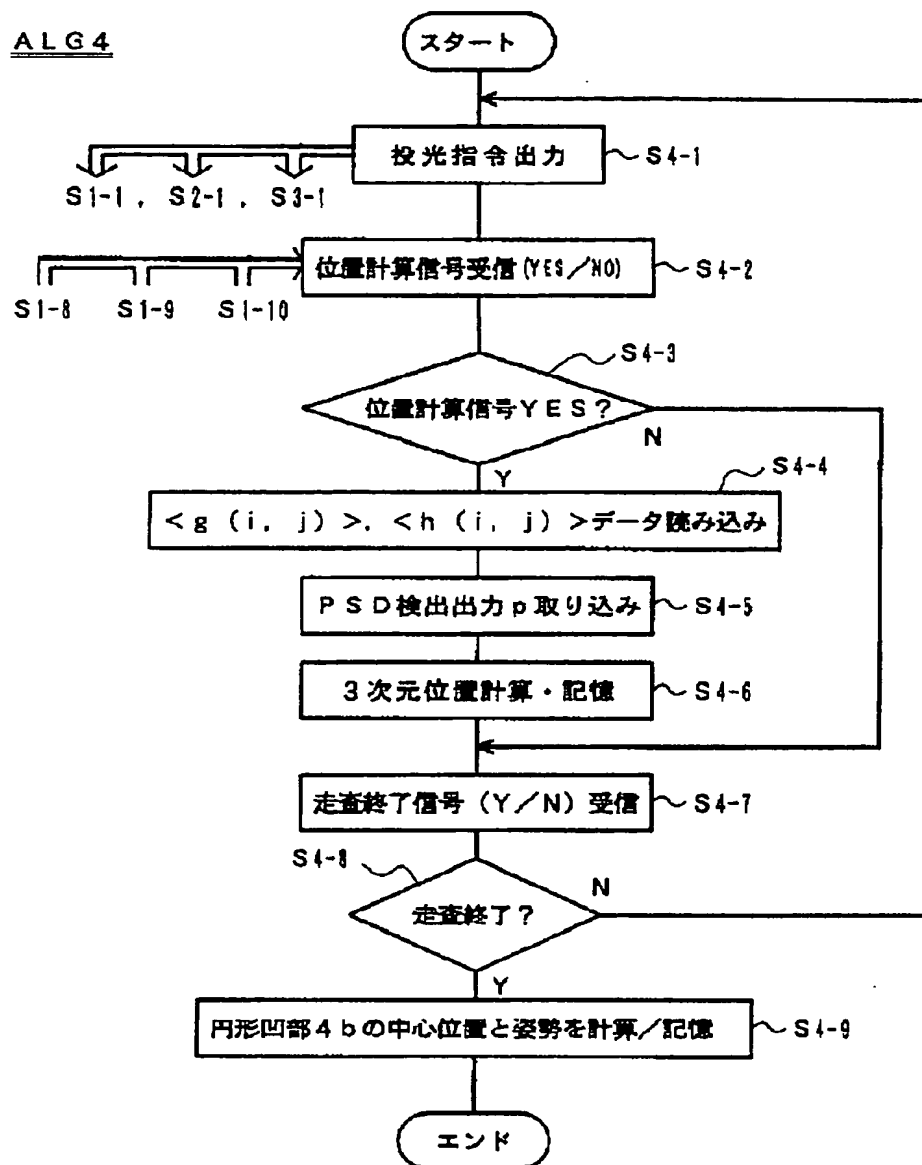 ALG4
スタート
投光指令出力
S4-1
S1-1, S2-1, S3-1
位置計算信号受信(YES/NO)
S4-2
S1-8 S1-9 S1-10
S4-3
位置計算信号YES?
N
Y
S4-4
<g(i, j)>, <h(i, j)>データ読み込み
PSD検出出力p取り込み
S4-5
3次元位置計算・記憶
S4-6
走査終了信号(Y/N)受信
S4-7
S4-8
走査終了?
N
Y
円形凹部4bの中心位置と姿勢を計算/記憶
S4-9
エンド